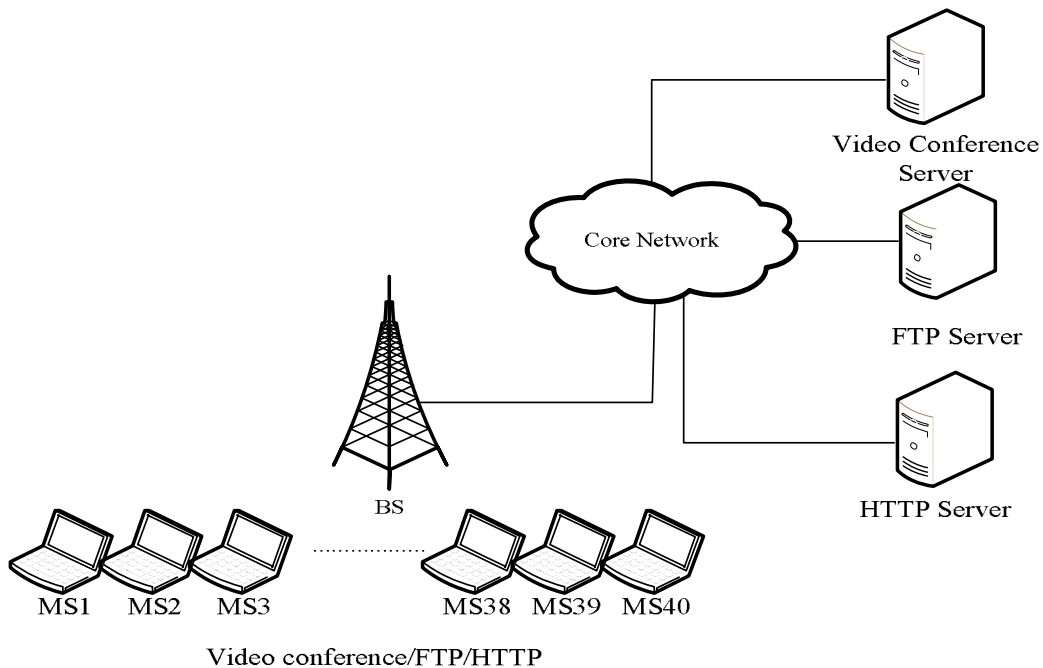 Video Conference
Server
Core Network
FTP Server
BS
HTTP Server
MS1 MS2 MS3 MS38 MS39 MS40
Video conference/FTP/HTTP